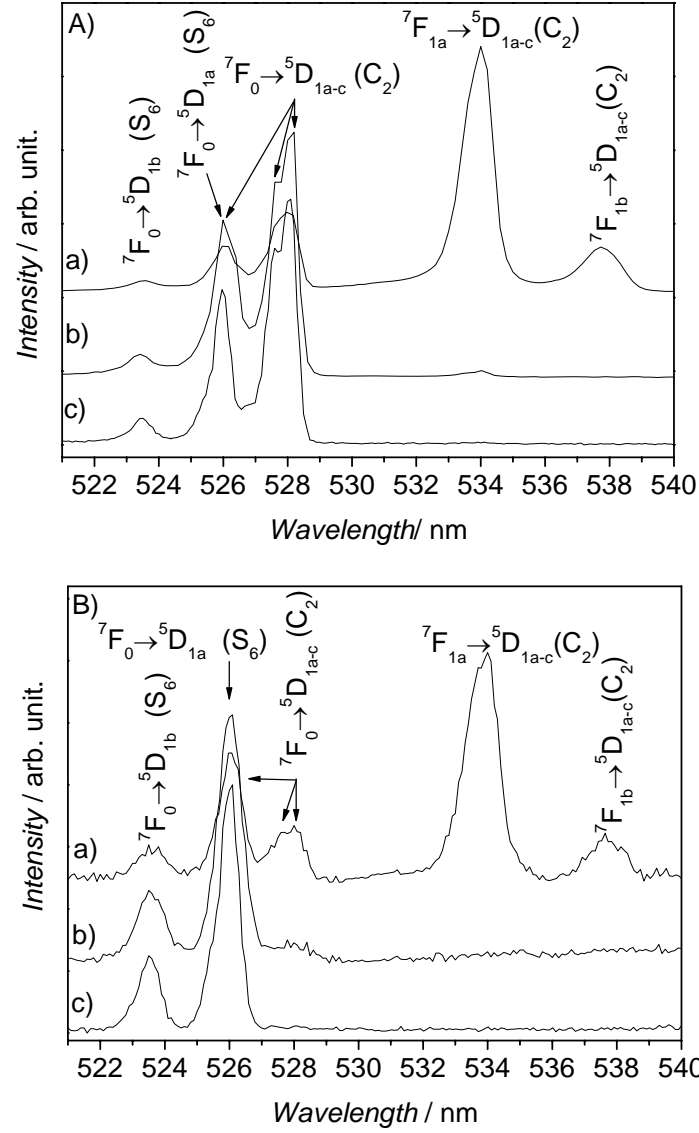 A)
⁷F₀→⁵D₁b (S₆)
⁷F₀→⁵D₁a (S₆)
⁷F₀→⁵D₁a-c (C₂)
⁷F₁a→⁵D₁a-c(C₂)
⁷F₁b→⁵D₁a-c(C₂)
a)
b)
c)
Intensity / arb. unit.
522 524 526 528 530 532 534 536 538 540
Wavelength/ nm
B)
⁷F₀→⁵D₁a (S₆)
⁷F₀→⁵D₁b (S₆)
⁷F₀→⁵D₁a-c (C₂)
⁷F₁a→⁵D₁a-c(C₂)
⁷F₁b→⁵D₁a-c(C₂)
a)
b)
c)
Intensity / arb. unit.
522 524 526 528 530 532 534 536 538 540
Wavelength / nm